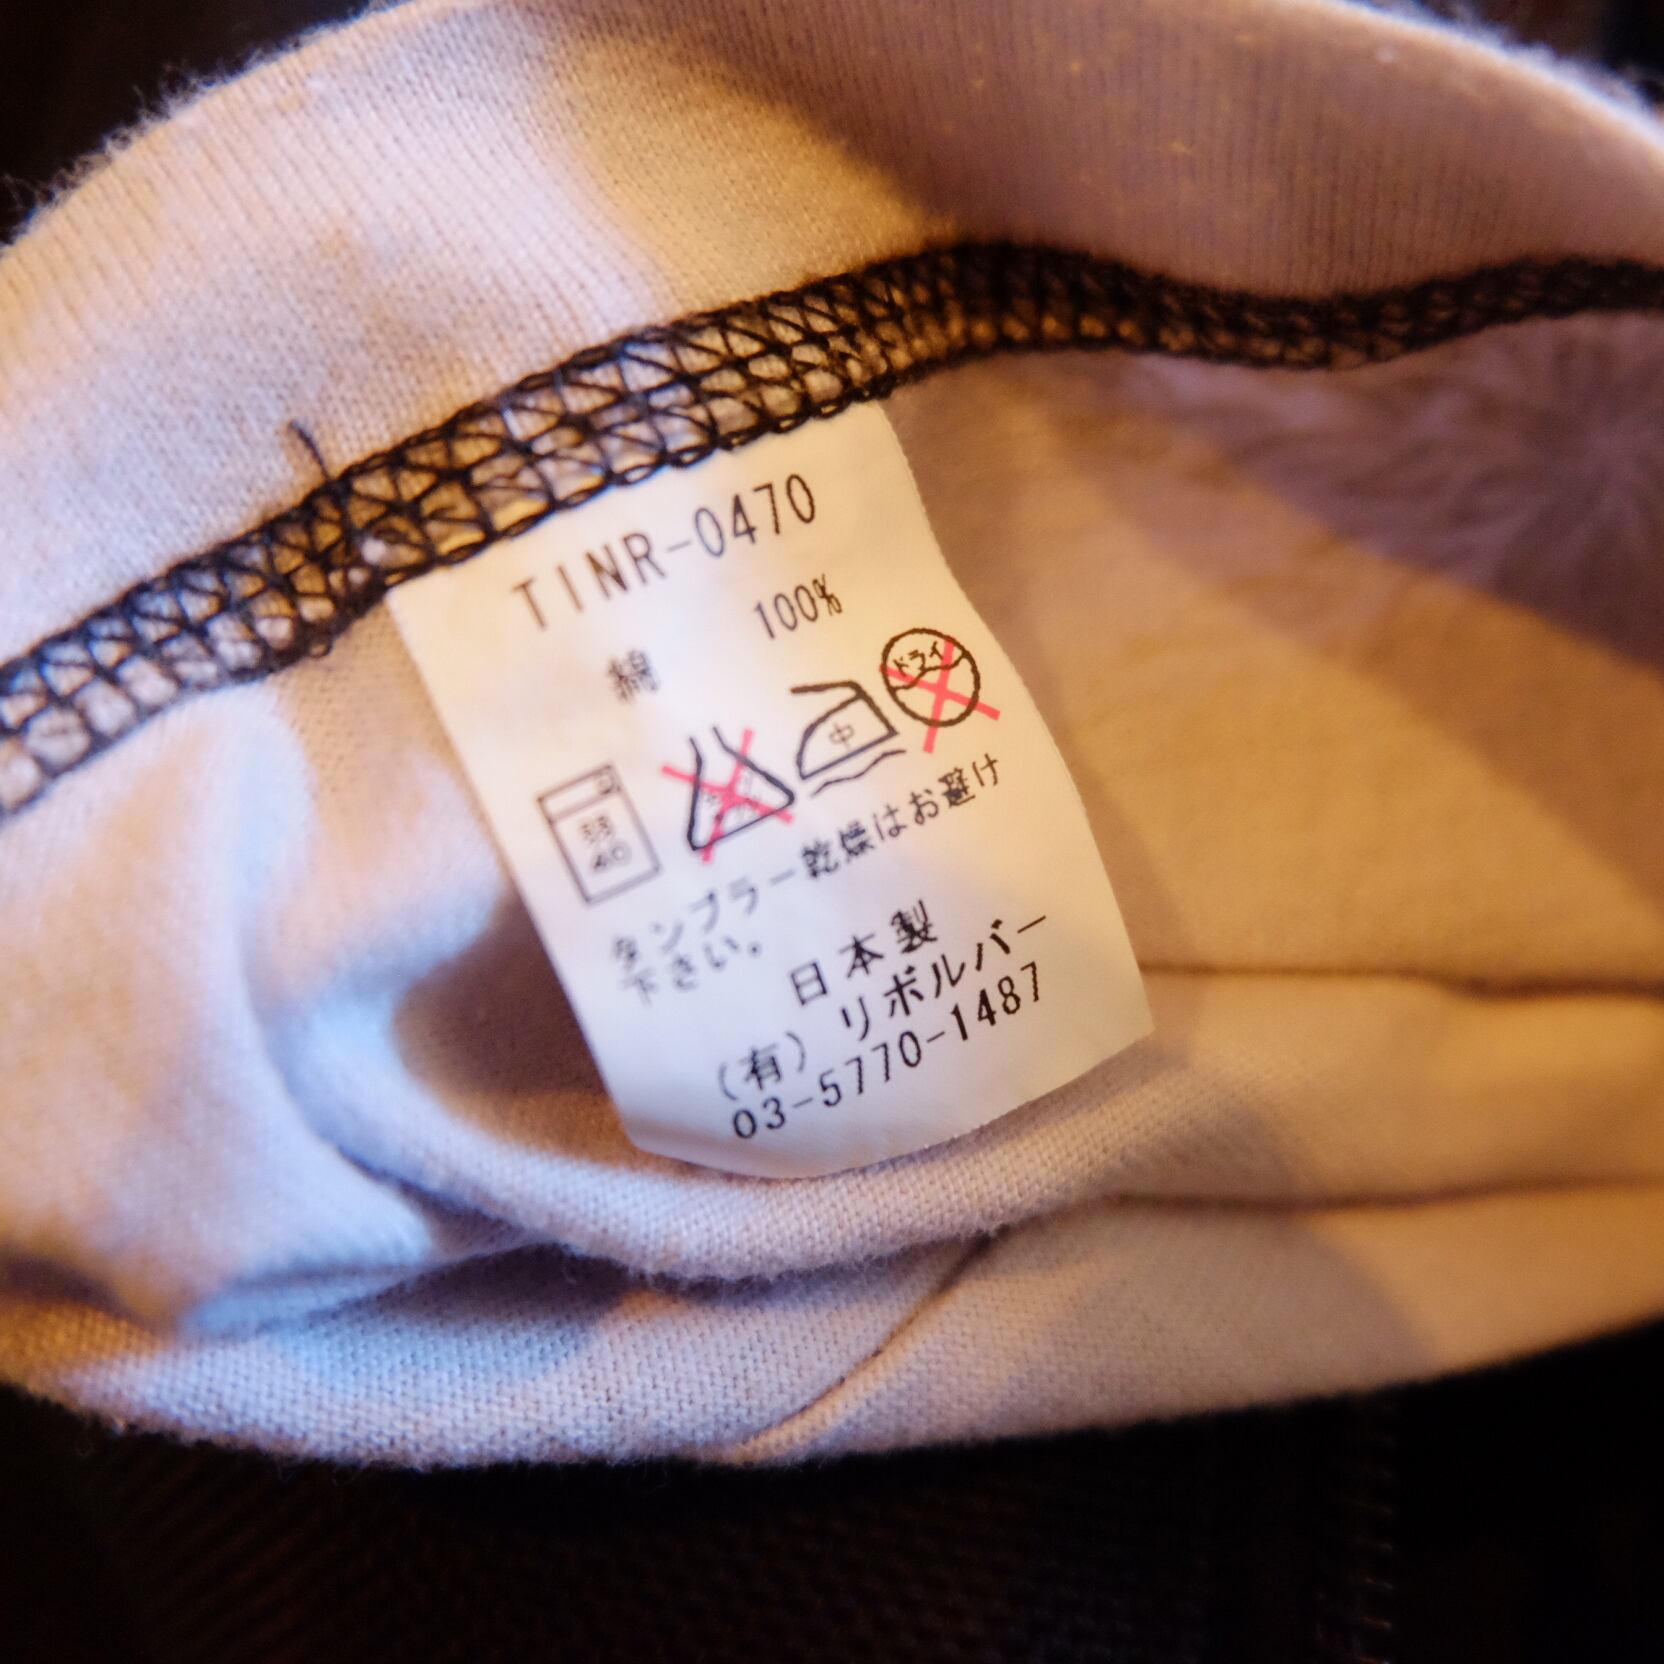 TINR-0470
綿 100%
40
中
ドライ
タンブラー乾燥はお避け
下さい。
日本製
(有) リボルバー
03-5770-1487